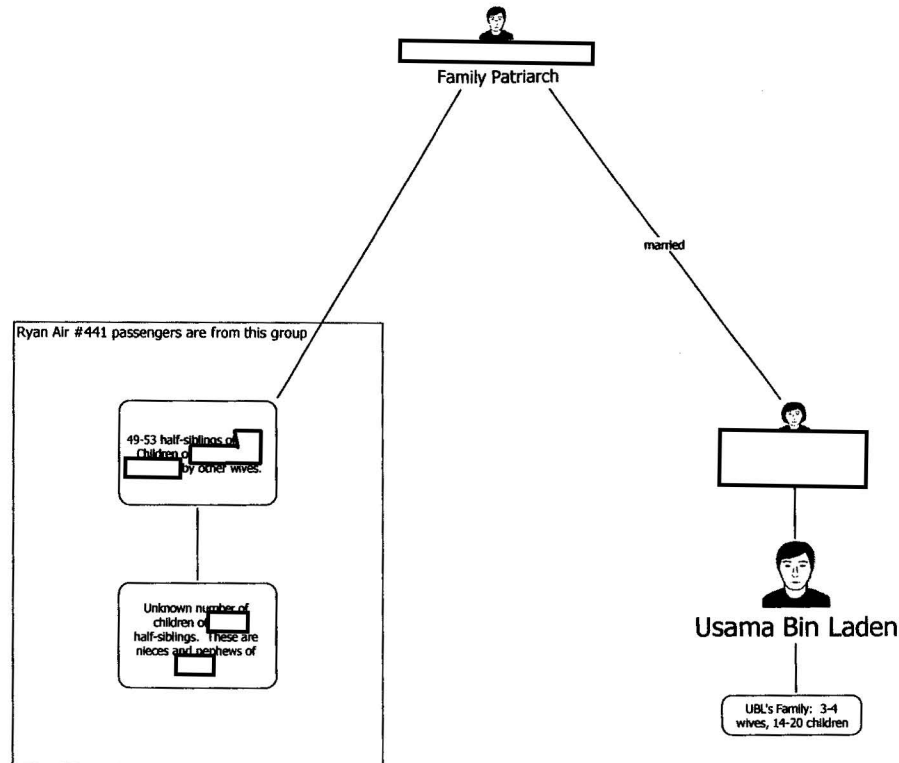 Family Patriarch
married
Ryan Air #441 passengers are from this group
49-53 half-siblings of
Children of
by other wives.
Unknown number of
children of
half-siblings. These are
nieces and nephews of
Usama Bin Laden
UBL's Family: 3-4
wives, 14-20 children